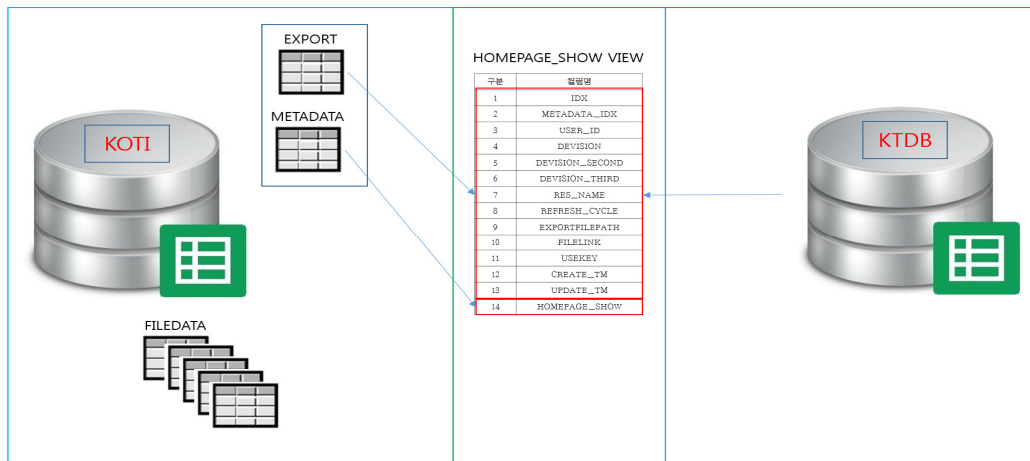 EXPORT
METADATA
KOTI
FILEDATA
HOMEPAGE_SHOW VIEW
구분 컬럼명
1 IDX
2 METADATA_IDX
3 USER_ID
4 DEVISION
5 DEVISION_SECOND
6 DEVISION_THIRD
7 RES_NAME
8 REFRESH_CYCLE
9 EXPORTFILEPATH
10 FILELINK
11 USEKEY
12 CREATE_TM
13 UPDATE_TM
14 HOMEPAGE_SHOW
KTDB